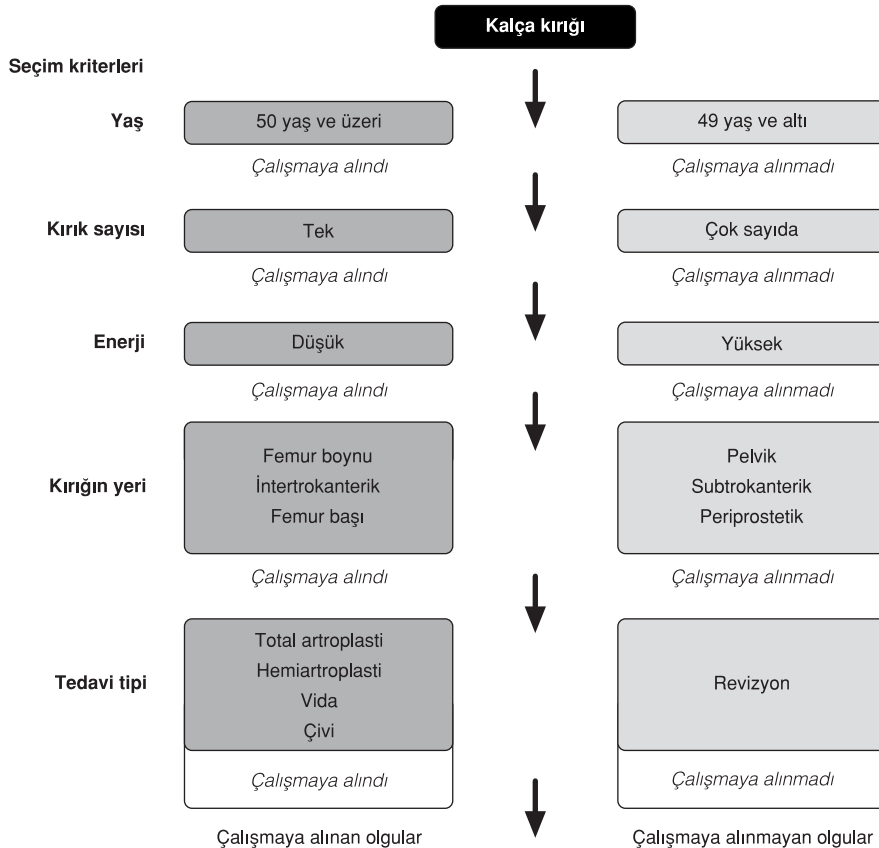 Kalça kırığı
Seçim kriterleri
Yaş
50 yaş ve üzeri
49 yaş ve altı
Çalışmaya alındı
Çalışmaya alınmadı
Kırık sayısı
Tek
Çok sayıda
Çalışmaya alındı
Çalışmaya alınmadı
Enerji
Düşük
Yüksek
Çalışmaya alındı
Çalışmaya alınmadı
Kırığın yeri
Femur boynu
İntertrokanterik
Femur başı
Pelvik
Subtrokanterik
Periprostetik
Çalışmaya alındı
Çalışmaya alınmadı
Tedavi tipi
Total artroplasti
Hemiartroplasti
Vida
Çivi
Revizyon
Çalışmaya alındı
Çalışmaya alınmadı
Çalışmaya alınan olgular
Çalışmaya alınmayan olgular